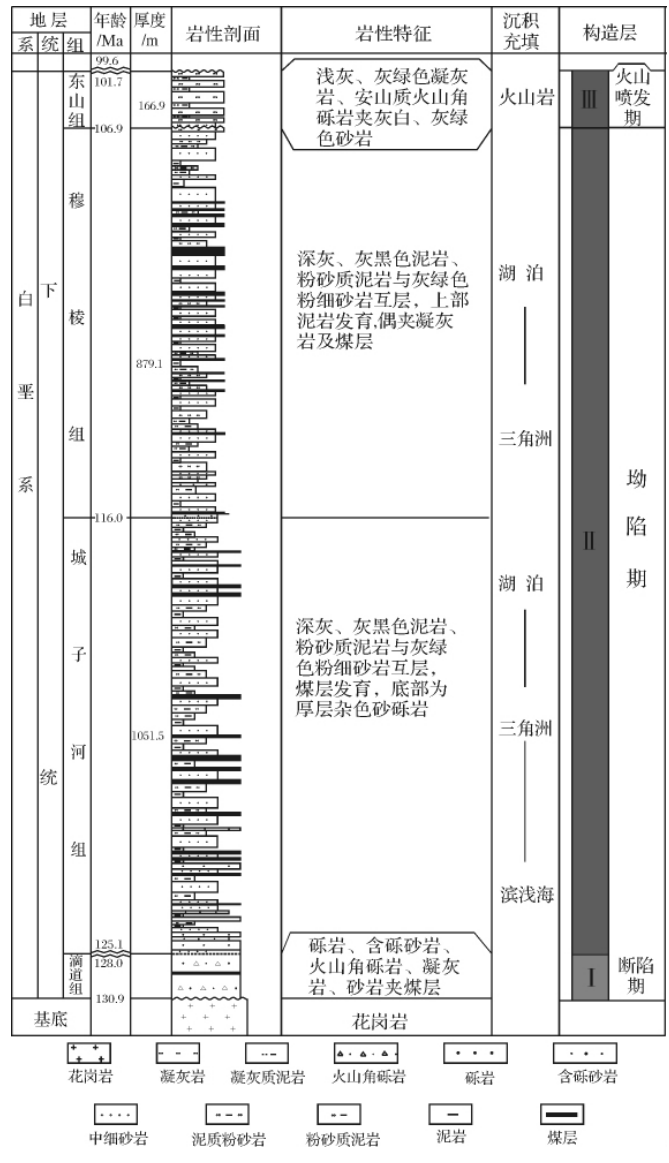 地层
年龄/Ma
厚度/m
岩性剖面
岩性特征
沉积充填
构造层
系
统
组
99.6
东山组
101.7
166.9
浅灰、灰绿色凝灰
岩、安山质火山角
砾岩夹灰白、灰绿
色砂岩
火山岩
Ⅲ
火山
喷发
期
106.9
白垩系
下统
穆棱组
879.1
深灰、灰黑色泥岩、
粉砂质泥岩与灰绿色
粉细砂岩互层，上部
泥岩发育,偶夹凝灰
岩及煤层
湖泊
三角洲
116.0
Ⅱ
坳陷期
城子河组
1051.5
深灰、灰黑色泥岩、
粉砂质泥岩与灰绿
色粉细砂岩互层，
煤层发育，底部为
厚层杂色砂砾岩
湖泊
三角洲
滨浅海
125.1
滴道组
128.0
砾岩、含砾砂岩、
火山角砾岩、凝灰
岩、砂岩夹煤层
Ⅰ
断陷
期
130.9
基底
花岗岩
花岗岩
凝灰岩
凝灰质泥岩
火山角砾岩
砾岩
含砾砂岩
中细砂岩
泥质粉砂岩
粉砂质泥岩
泥岩
煤层